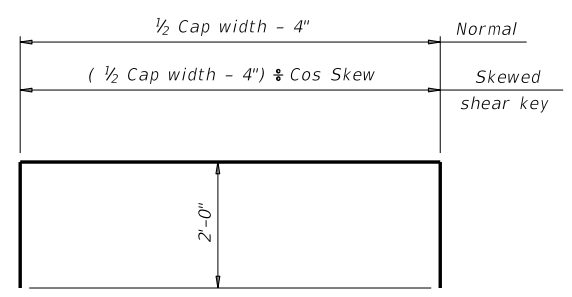 ½ Cap width - 4" Normal
( ½ Cap width - 4") ÷ Cos Skew Skewed
shear key
2'-0"